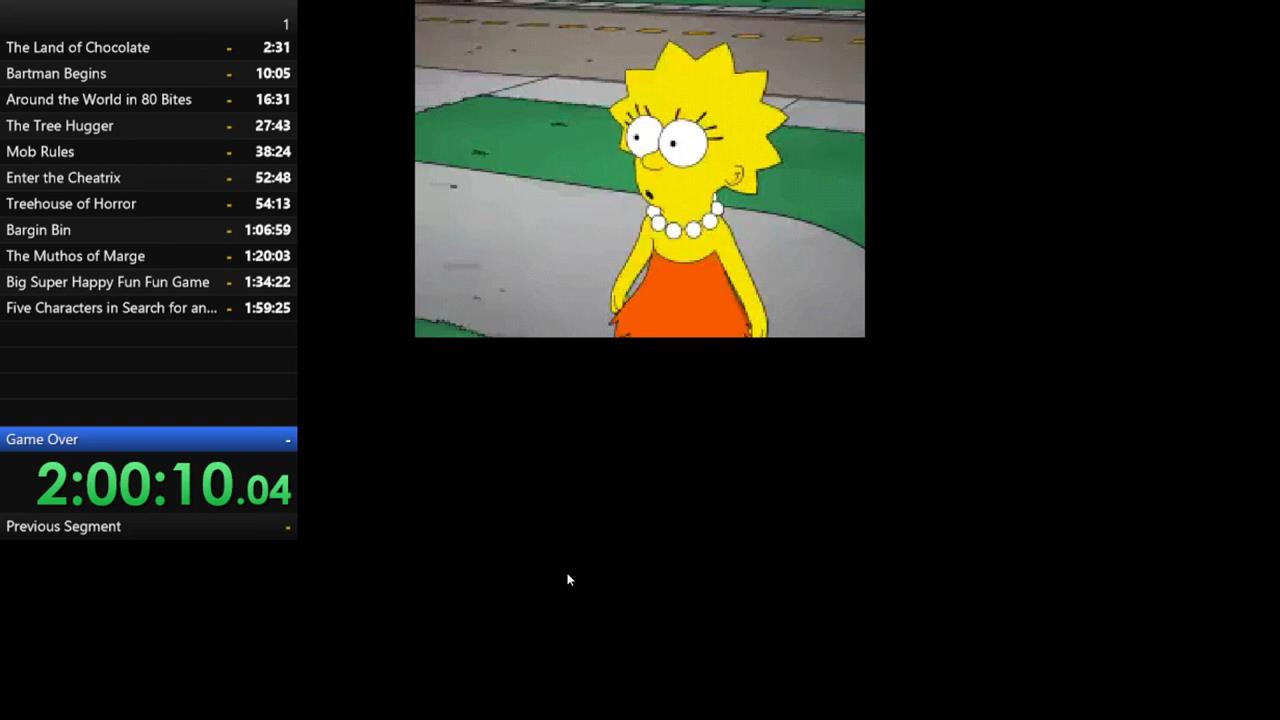 1
The Land of Chocolate - 2:31
Bartman Begins - 10:05
Around the World in 80 Bites - 16:31
The Tree Hugger - 27:43
Mob Rules - 38:24
Enter the Cheatrix - 52:48
Treehouse of Horror - 54:13
Bargin Bin - 1:06:59
The Muthos of Marge - 1:20:03
Big Super Happy Fun Fun Game - 1:34:22
Five Characters in Search for an... - 1:59:25
Game Over -
2:00:10.04
Previous Segment -